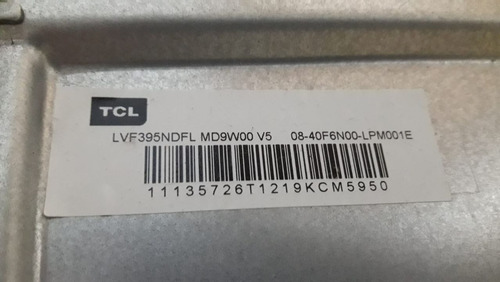 TCL
LVF395NDFL MD9W00 V5 08-40F6N00-LPM001E
11135726T1219KCM5950